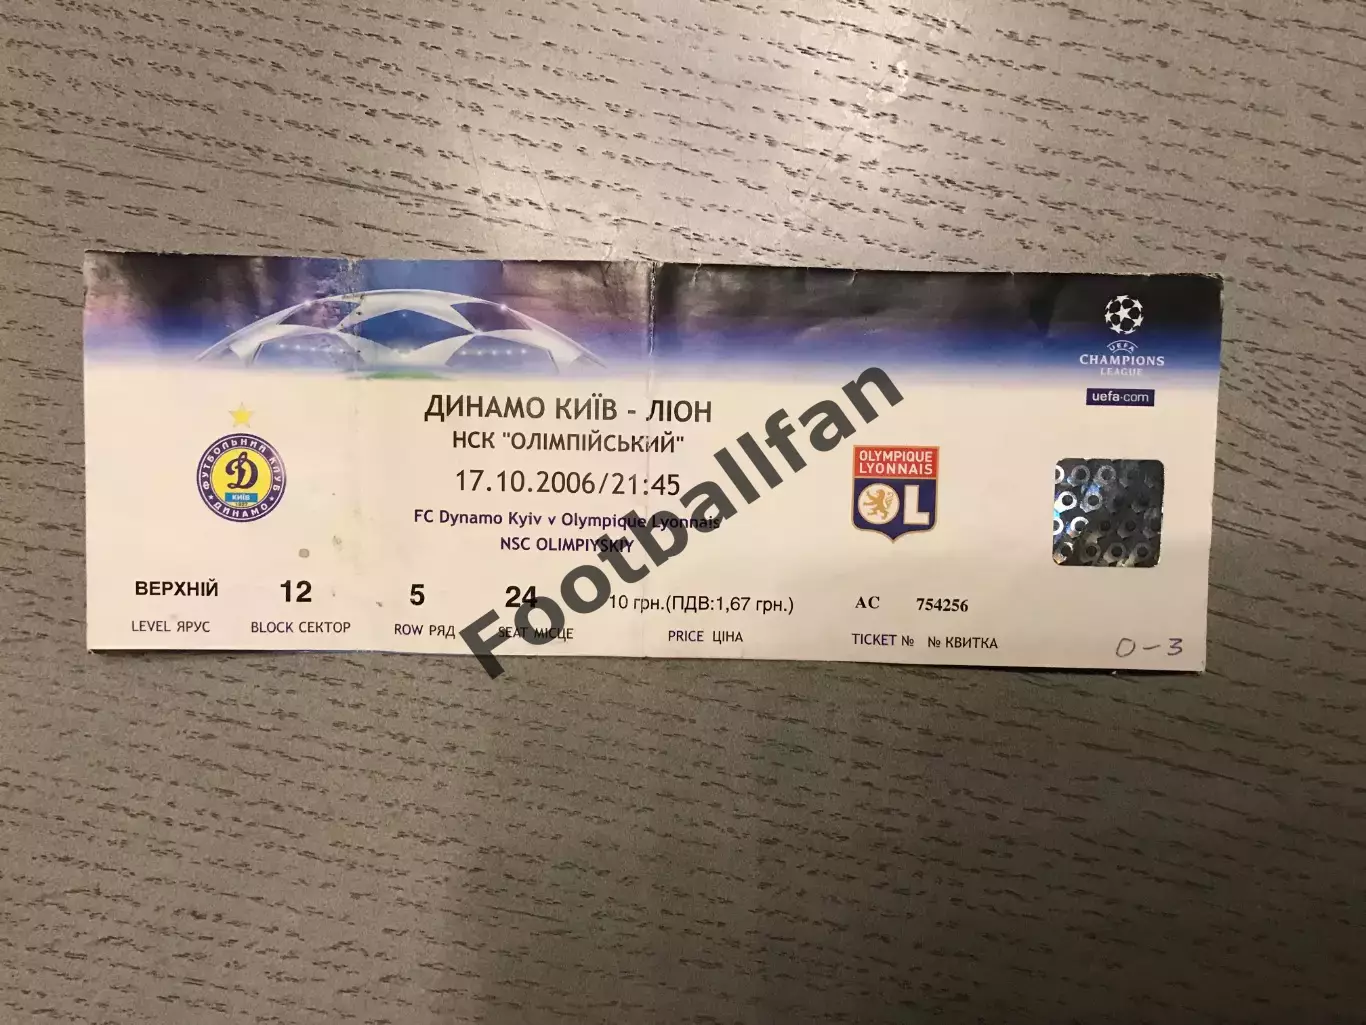 UEFA
CHAMPIONS
LEAGUE
uefa.com
ДИНАМО КИЇВ - ЛІОН
НСК "ОЛІМПІЙСЬКИЙ"
17.10.2006/21:45
FC Dynamo Kyiv v Olympique Lyonnais
NSC OLIMPIYSKIY
ФУТБОЛЬНИЙ КЛУБ
Д
КИЇВ
ДИНАМО
OLYMPIQUE
LYONNAIS
OL
Footballfan
ВЕРХНІЙ 12 5 24 10 грн.(ПДВ:1,67 грн.) АС 754256
LEVEL ЯРУС BLOCK СЕКТОР ROW РЯД SEAT МІСЦЕ PRICE ЦІНА TICKET № № КВИТКА
0-3